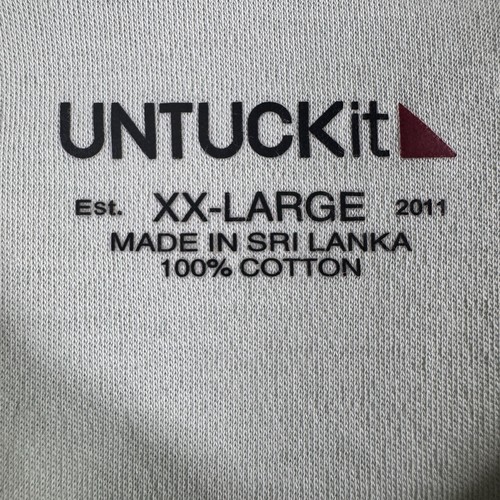 UNTUCKit
Est. XX-LARGE 2011
MADE IN SRI LANKA
100% COTTON